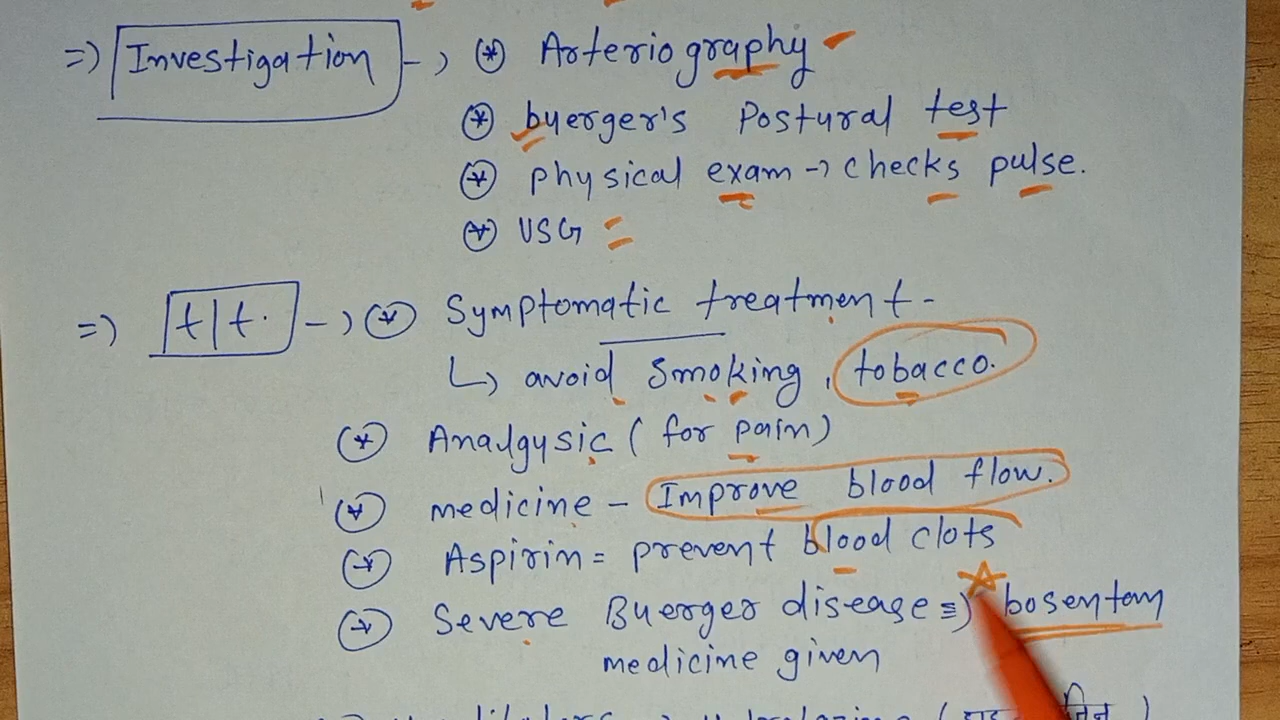 => Investigation -> * Arteriography
* buerger's Postural test
* physical exam -> checks pulse.
* USG
=> t/t. -> * Symptomatic treatment -
↳ avoid smoking, tobacco.
* Analgysic (for pain)
* medicine - Improve blood flow.
* Aspirin = prevent blood clots
* Severe Buerger disease => bosentan
medicine given